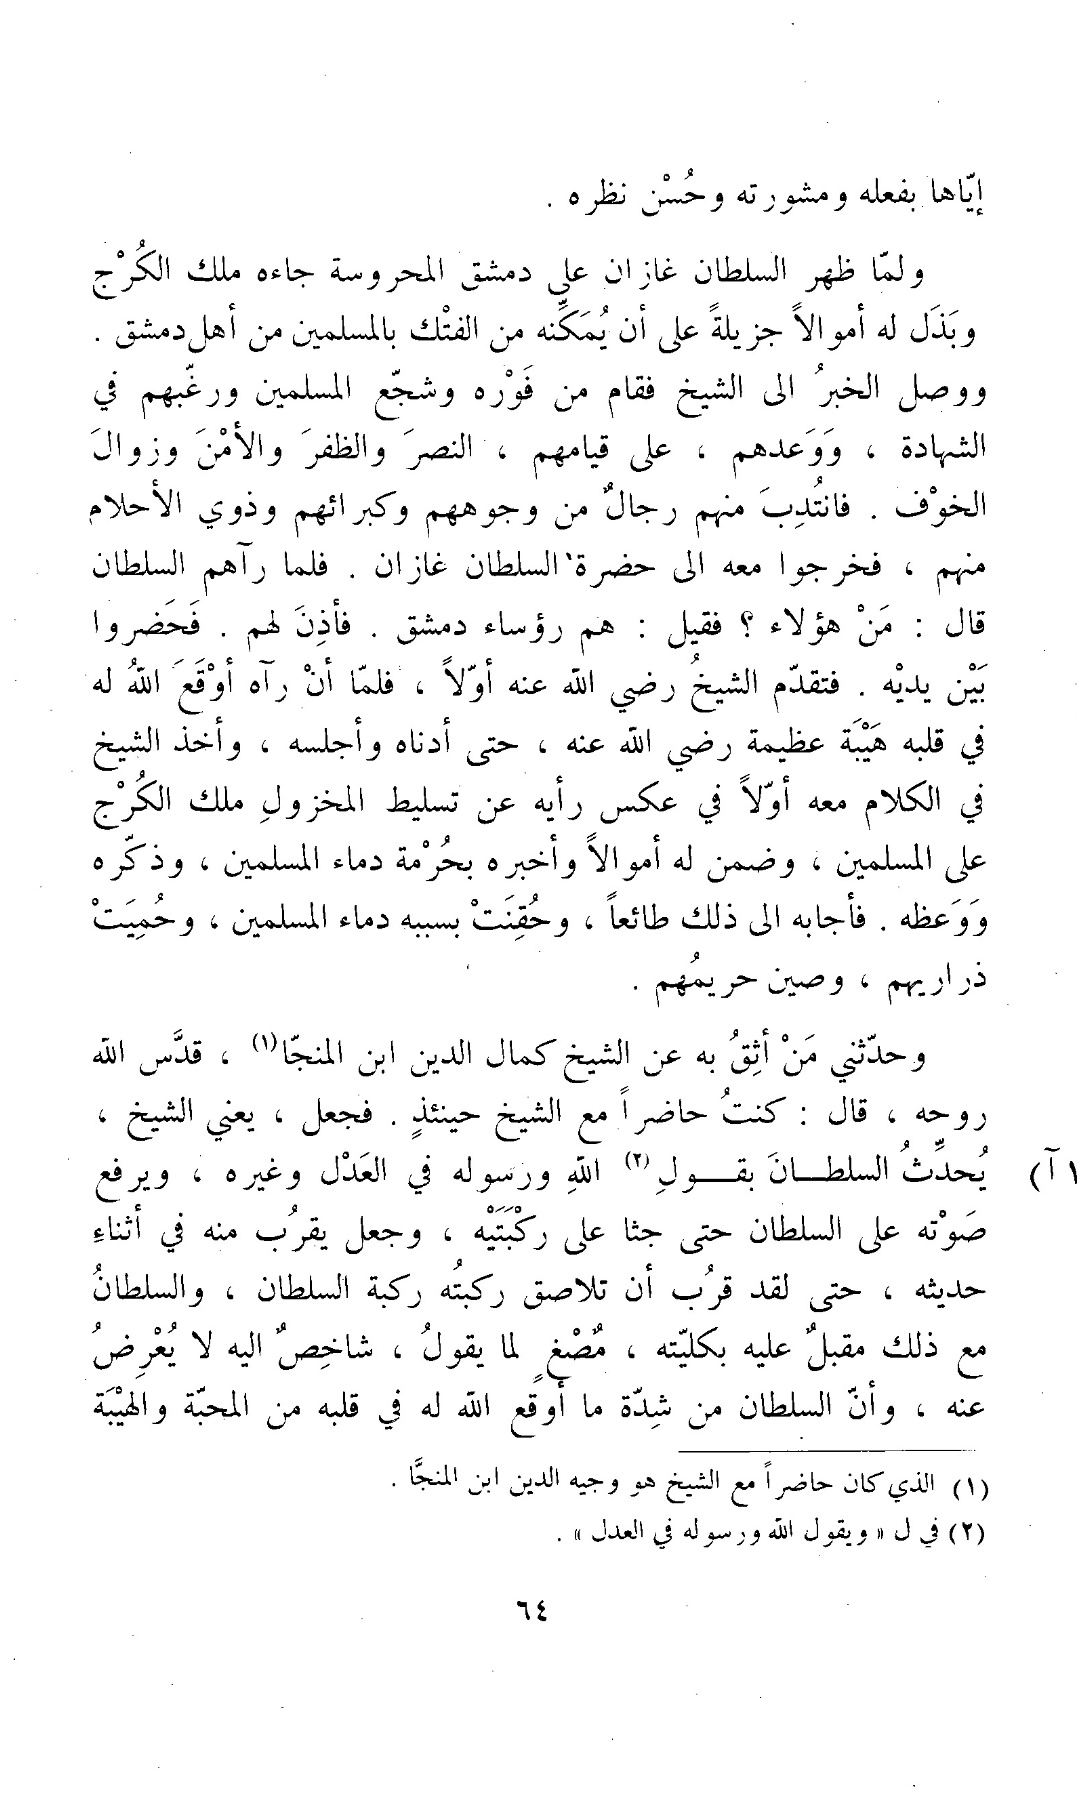 إيّاها بفعله ومشورته وحُسْن نظره .
ولمّا ظهر السلطان غازان على دمشق المحروسة جاءه ملك الكُرْج
وبَذَل له أموالاً جزيلةً على أن يُمَكِّنه من الفتْك بالمسلمين من أهل دمشق .
ووصل الخبرُ الى الشيخ فقام من فَوْره وشجّع المسلمين ورغّبهم في
الشهادة ، وَوَعدهم ، على قيامهم ، النصرَ والظفرَ والأمْنَ وزوالَ
الخوْف . فانتُدِبَ منهم رجالٌ من وجوههم وكبرائهم وذوي الأحلام
منهم ، فخرجوا معه الى حضرة السلطان غازان . فلما رآهم السلطان
قال : مَنْ هؤلاء ؟ فقيل : هم رؤساء دمشق . فأذِنَ لهم . فَحَضروا
بَيْن يديْه . فتقدّم الشيخُ رضي الله عنه أوّلاً ، فلمّا أنْ رآه أوْقَعَ اللهُ له
في قلبه هَيْبَة عظيمة رضي الله عنه ، حتى أدناه وأجلسه ، وأخذ الشيخ
في الكلام معه أوّلاً في عكس رأيه عن تسليط المخزولِ ملك الكُرْج
على المسلمين ، وضمن له أموالاً وأخبره بحُرْمة دماء المسلمين ، وذكّره
وَوَعظه . فأجابه الى ذلك طائعاً ، وحُقِنَتْ بسببه دماء المسلمين ، وحُمِيَتْ
ذراريهم ، وصين حريمُهم .
وحدّثني مَنْ أثِقُ به عن الشيخ كمال الدين ابن المنجّا(١) ، قدَّس الله
روحه ، قال : كنتُ حاضراً مع الشيخ حينئذٍ . فجعل ، يعني الشيخ ،
يُحدِّثُ السلطـــانَ بقـــولِ(٢) اللهِ ورسوله في العَدْل وغيره ، ويرفع
١ آ)
صَوْته على السلطان حتى جثا على ركْبَتَيْه ، وجعل يقرُب منه في أثناءِ
حديثه ، حتى لقد قرُب أن تلاصق ركبتُه ركبة السلطان ، والسلطانُ
مع ذلك مقبلٌ عليه بكليّته ، مُصْغٍ لما يقولُ ، شاخِصٌ اليه لا يُعْرِضُ
عنه ، وأنّ السلطان من شِدّة ما أوقع الله له في قلبه من المحبّة والهيْبَة
(١) الذي كان حاضراً مع الشيخ هو وجيه الدين ابن المنجَّا .
(٢) في ل « ويقول الله ورسوله في العدل » .
٦٤